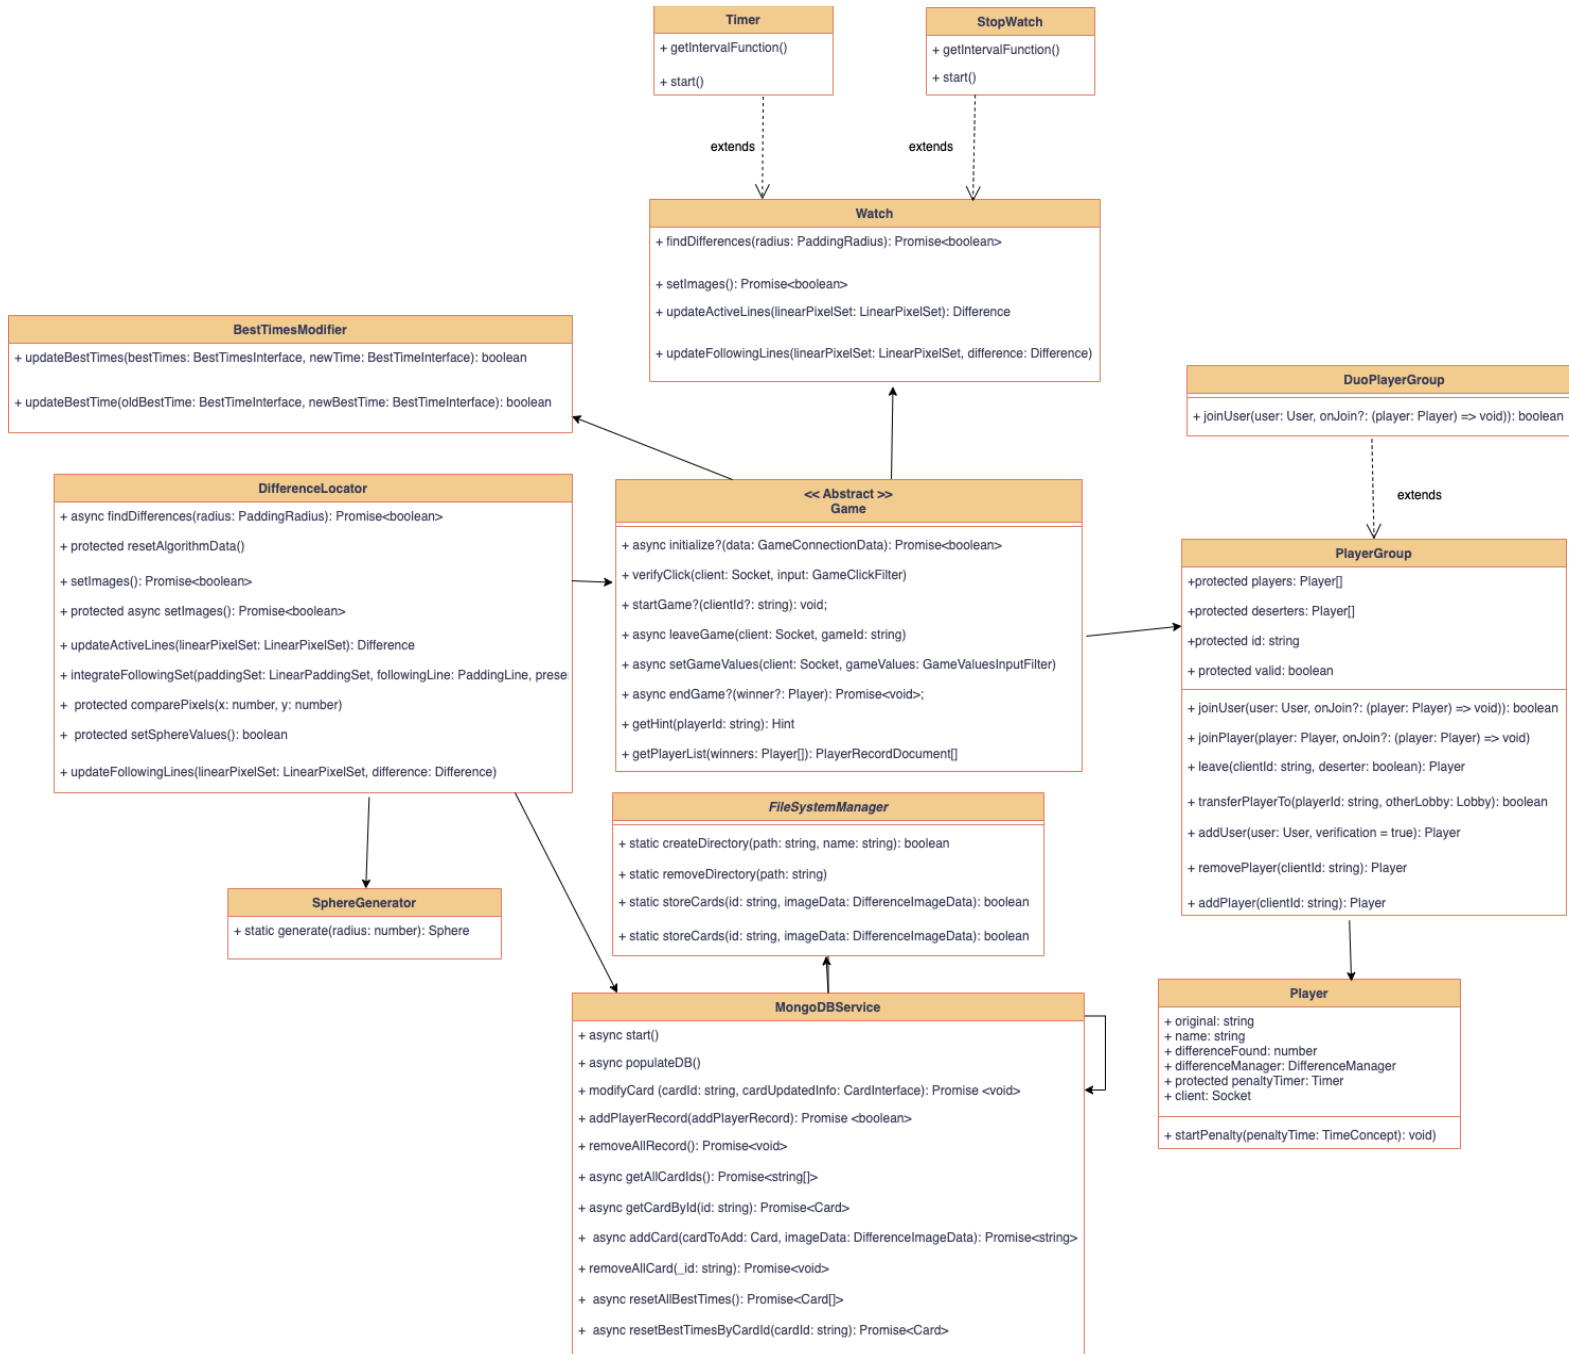 Timer
+ getIntervalFunction()
+ start()
StopWatch
+ getIntervalFunction()
+ start()
extends
extends
Watch
+ findDifferences(radius: PaddingRadius): Promise<boolean>
+ setImages(): Promise<boolean>
+ updateActiveLines(linearPixelSet: LinearPixelSet): Difference
+ updateFollowingLines(linearPixelSet: LinearPixelSet, difference: Difference)
BestTimesModifier
+ updateBestTimes(bestTimes: BestTimesInterface, newTime: BestTimeInterface): boolean
+ updateBestTime(oldBestTime: BestTimeInterface, newBestTime: BestTimeInterface): boolean
DuoPlayerGroup
+ joinUser(user: User, onJoin?: (player: Player) => void)): boolean
extends
DifferenceLocator
+ async findDifferences(radius: PaddingRadius): Promise<boolean>
+ protected resetAlgorithmData()
+ setImages(): Promise<boolean>
+ protected async setImages(): Promise<boolean>
+ updateActiveLines(linearPixelSet: LinearPixelSet): Difference
+ integrateFollowingSet(paddingSet: LinearPaddingSet, followingLine: PaddingLine, prese
+  protected comparePixels(x: number, y: number)
+  protected setSphereValues(): boolean
+ updateFollowingLines(linearPixelSet: LinearPixelSet, difference: Difference)
<< Abstract >>
Game
+ async initialize?(data: GameConnectionData): Promise<boolean>
+ verifyClick(client: Socket, input: GameClickFilter)
+ startGame?(clientId?: string): void;
+ async leaveGame(client: Socket, gameId: string)
+ async setGameValues(client: Socket, gameValues: GameValuesInputFilter)
+ async endGame?(winner?: Player): Promise<void>;
+ getHint(playerId: string): Hint
+ getPlayerList(winners: Player[]): PlayerRecordDocument[]
PlayerGroup
+protected players: Player[]
+protected deserters: Player[]
+protected id: string
+ protected valid: boolean
+ joinUser(user: User, onJoin?: (player: Player) => void)): boolean
+ joinPlayer(player: Player, onJoin?: (player: Player) => void)
+ leave(clientId: string, deserter: boolean): Player
+ transferPlayerTo(playerId: string, otherLobby: Lobby): boolean
+ addUser(user: User, verification = true): Player
+ removePlayer(clientId: string): Player
+ addPlayer(clientId: string): Player
FileSystemManager
+ static createDirectory(path: string, name: string): boolean
+ static removeDirectory(path: string)
+ static storeCards(id: string, imageData: DifferenceImageData): boolean
+ static storeCards(id: string, imageData: DifferenceImageData): boolean
SphereGenerator
+ static generate(radius: number): Sphere
MongoDBService
+ async start()
+ async populateDB()
+ modifyCard (cardId: string, cardUpdatedInfo: CardInterface): Promise <void>
+ addPlayerRecord(addPlayerRecord): Promise <boolean>
+ removeAllRecord(): Promise<void>
+ async getAllCardIds(): Promise<string[]>
+ async getCardById(id: string): Promise<Card>
+  async addCard(cardToAdd: Card, imageData: DifferenceImageData): Promise<string>
+ removeAllCard(_id: string): Promise<void>
+  async resetAllBestTimes(): Promise<Card[]>
+  async resetBestTimesByCardId(cardId: string): Promise<Card>
Player
+ original: string
+ name: string
+ differenceFound: number
+ differenceManager: DifferenceManager
+ protected penaltyTimer: Timer
+ client: Socket
+ startPenalty(penaltyTime: TimeConcept): void)